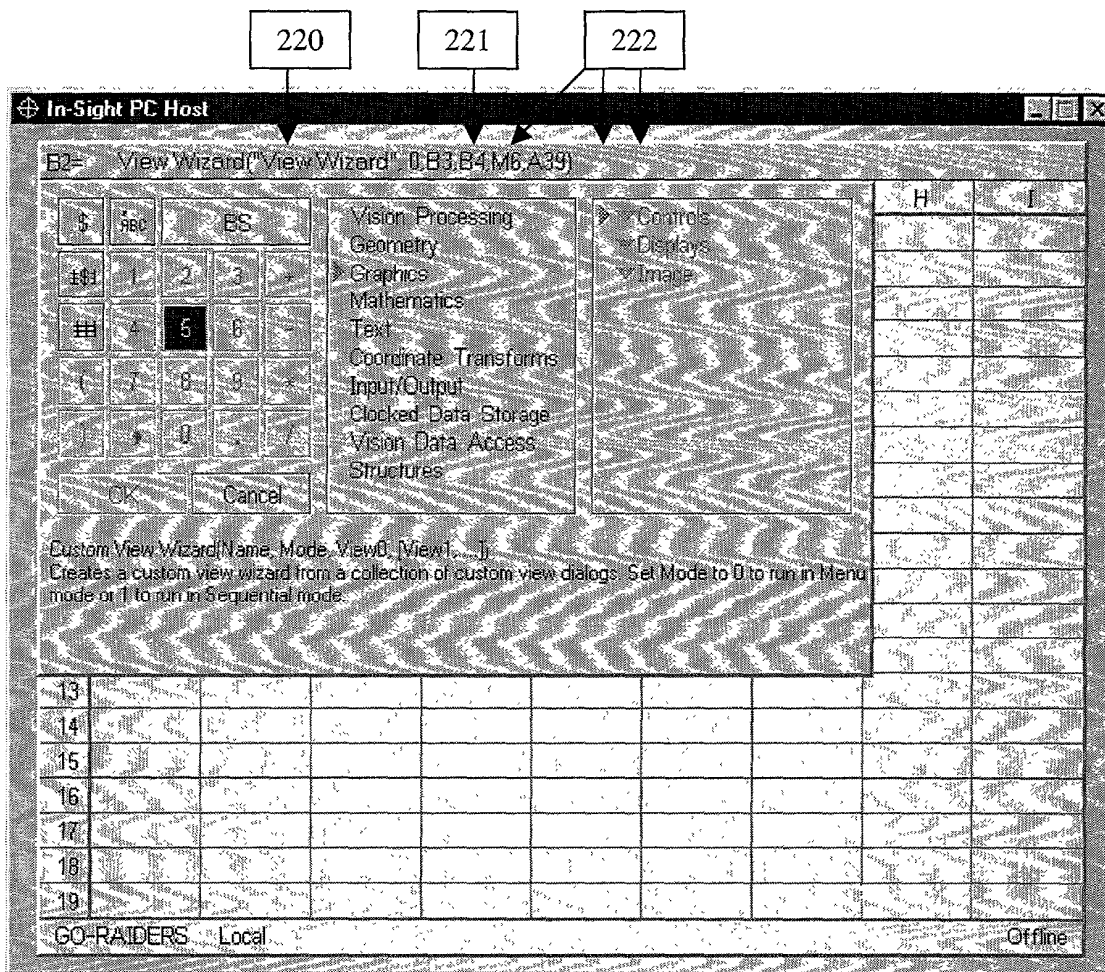 220 221 222
In-Sight PC Host
B2= View Wizard("View Wizard", 0,B3,B4,M6,A39)
H I
$ ABC BS
1 2 3 +
4 5 6 -
( 7 8 9 *
) , 0 . /
OK Cancel
Vision Processing
Geometry
Graphics
Mathematics
Text
Coordinate Transforms
Input/Output
Clocked Data Storage
Vision Data Access
Structures
Controls
Displays
Image
Custom View Wizard(Name, Mode, View0, [View1, ...])
Creates a custom view wizard from a collection of custom view dialogs. Set Mode to 0 to run in Menu
mode or 1 to run in Sequential mode.
13
14
15
16
17
18
19
GO-RAIDERS Local Offline